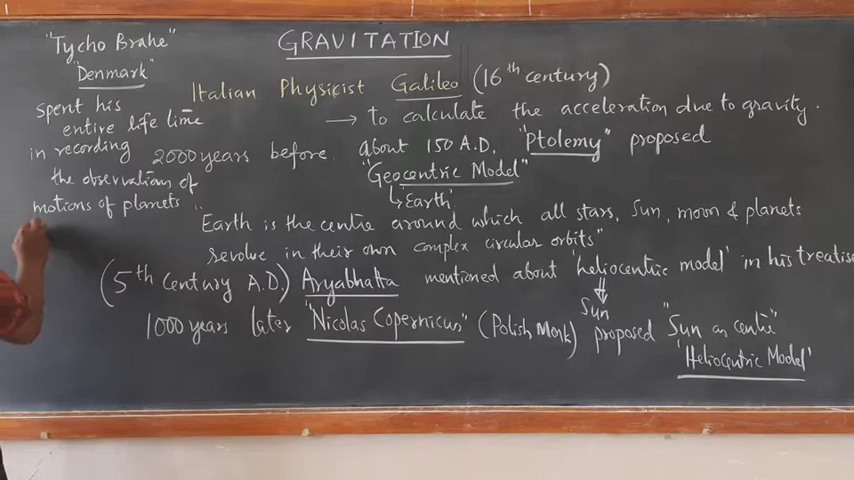 GRAVITATION
"Tycho Brahe"
"Denmark"
spent his
entire life time
in recording
the observations of
motions of planets
Italian Physicist Galileo (16th century)
→ to calculate the acceleration due to gravity.
2000 years before. about 150 A.D. "Ptolemy" proposed
"Geocentric Model"
↳ Earth'
"Earth is the centre around which all stars, Sun, moon & planets
revolve in their own complex circular orbits"
(5th Century A.D.) Aryabhatta mentioned about 'heliocentric model' in his treatise
⇓
Sun
1000 years later "Nicolas Copernicus" (Polish Monk) proposed "Sun as centre"
'Heliocentric Model'